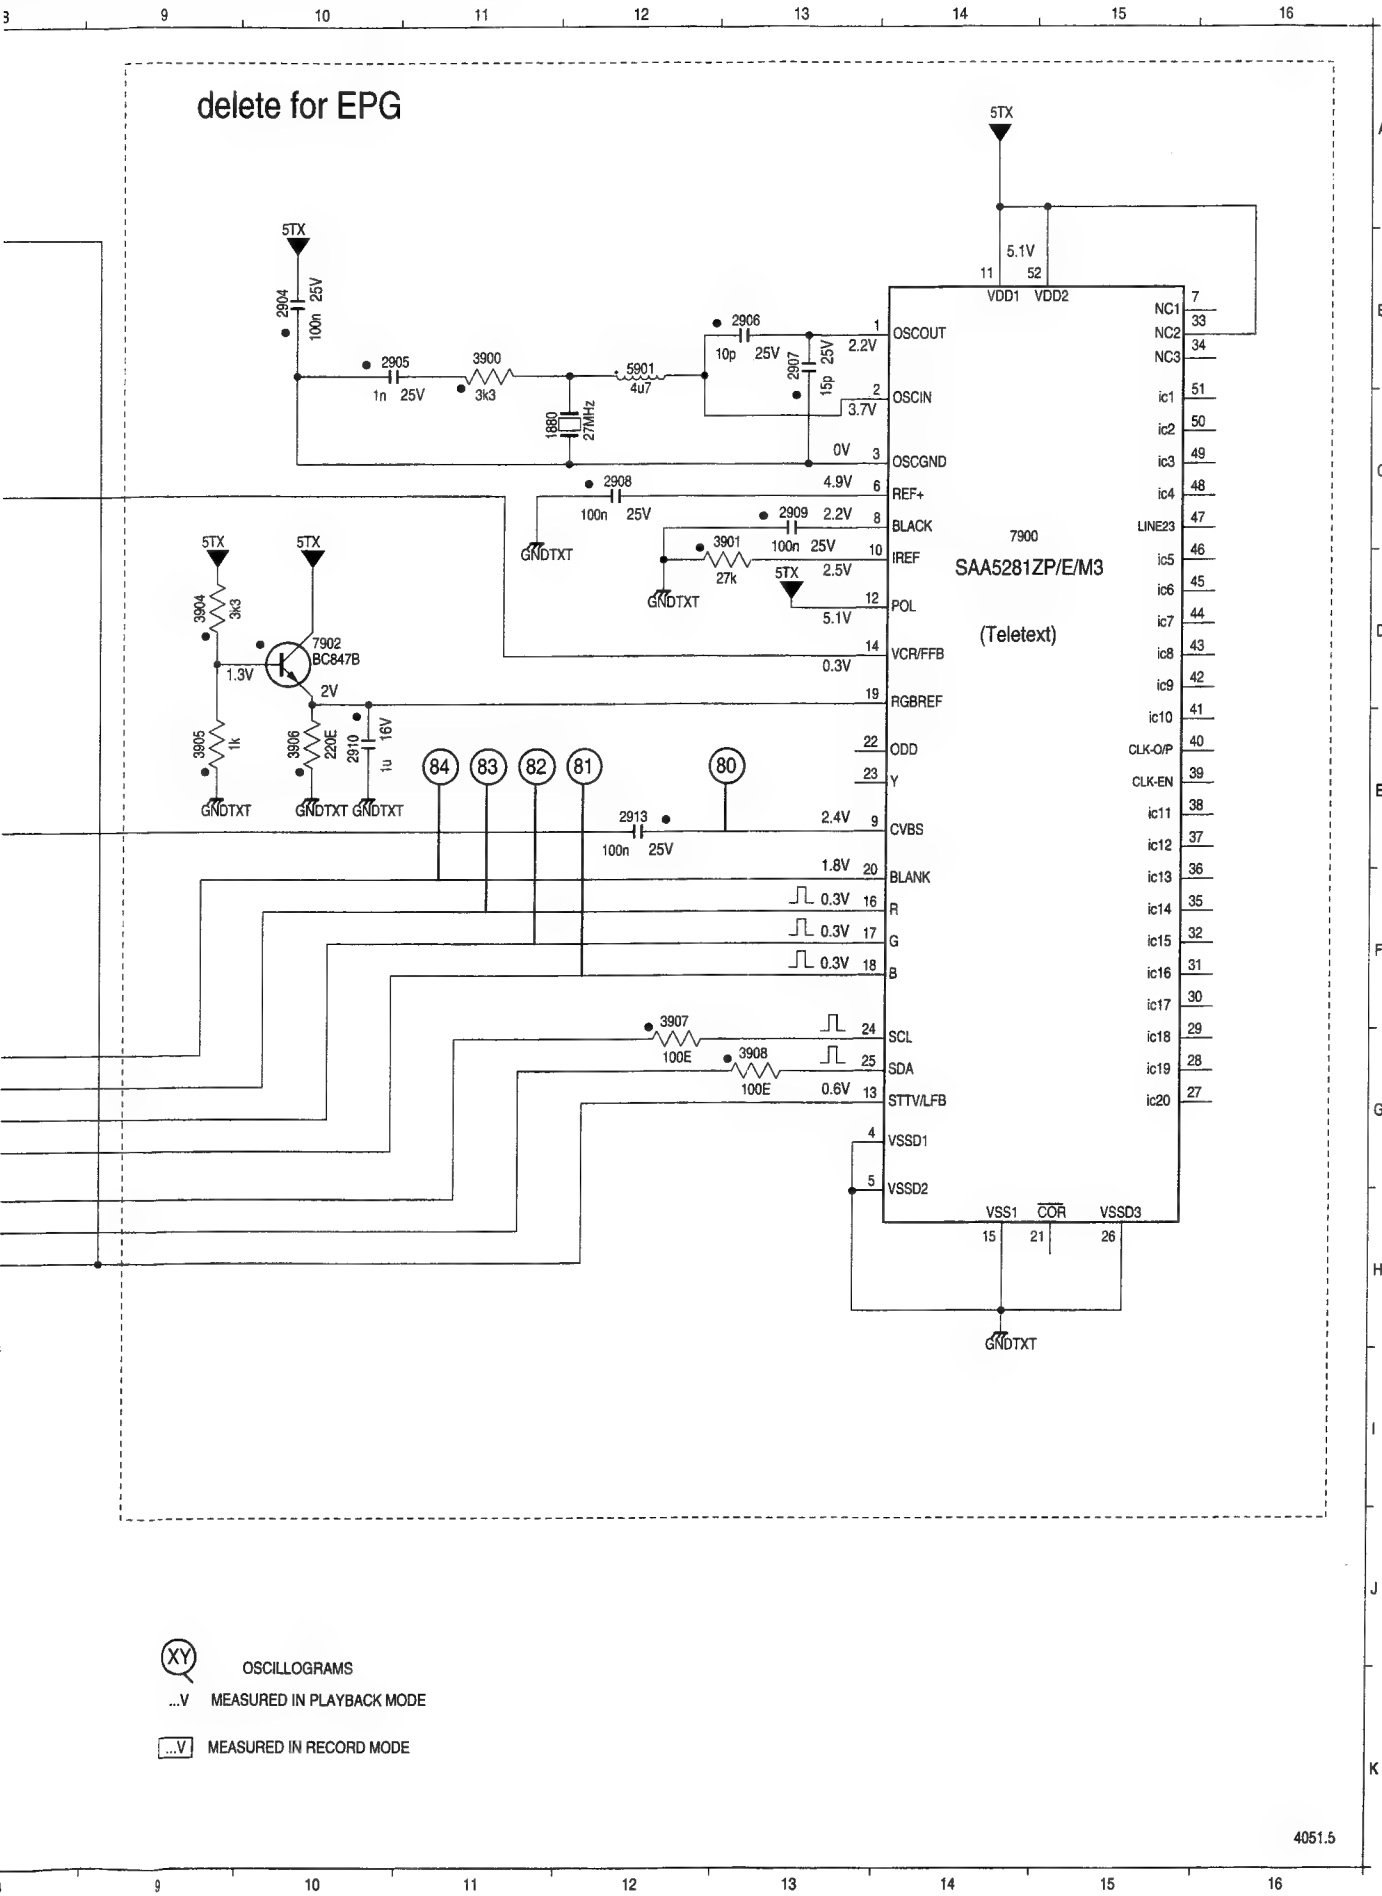 9 10 11 12 13 14 15 16
delete for EPG
5TX
A
5TX
5.1V
11 52
VDD1 VDD2
2904
100n
25V
7
NC1
33
NC2
34
NC3
2905
1n 25V
3900
3k3
5901
4u7
2906
10p 25V
2907
15p
25V
1 OSCOUT
2.2V
2 OSCIN
3.7V
1880
27MHz
0V 3 OSCGND
ic1 51
ic2 50
ic3 49
ic4 48
LINE23 47
ic5 46
ic6 45
ic7 44
ic8 43
ic9 42
ic10 41
CLK-O/P 40
CLK-EN 39
ic11 38
ic12 37
ic13 36
ic14 35
ic15 32
ic16 31
ic17 30
ic18 29
ic19 28
ic20 27
2908
100n 25V
4.9V 6 REF+
GNDTXT
2909
100n 25V
2.2V 8 BLACK
3901
27k
10 IREF
2.5V
GNDTXT
5TX
12 POL
5.1V
7900
SAA5281ZP/E/M3
(Teletext)
5TX 5TX
3904
3k3
7902
BC847B
1.3V
2V
14 VCR/FFB
0.3V
19 RGBREF
D
3905
1k
3906
220E
2910
1u
16V
GNDTXT GNDTXT GNDTXT
22 ODD
23 Y
84 83 82 81 80
2913
100n 25V
2.4V 9 CVBS
1.8V 20 BLANK
0.3V 16 R
0.3V 17 G
0.3V 18 B
F
3907
100E
24 SCL
3908
100E
25 SDA
0.6V 13 STTV/LFB
G
4 VSSD1
5 VSSD2
VSS1 COR VSSD3
15 21 26
H
GNDTXT
I
J
XY OSCILLOGRAMS
...V MEASURED IN PLAYBACK MODE
...V MEASURED IN RECORD MODE
K
4051.5
9 10 11 12 13 14 15 16